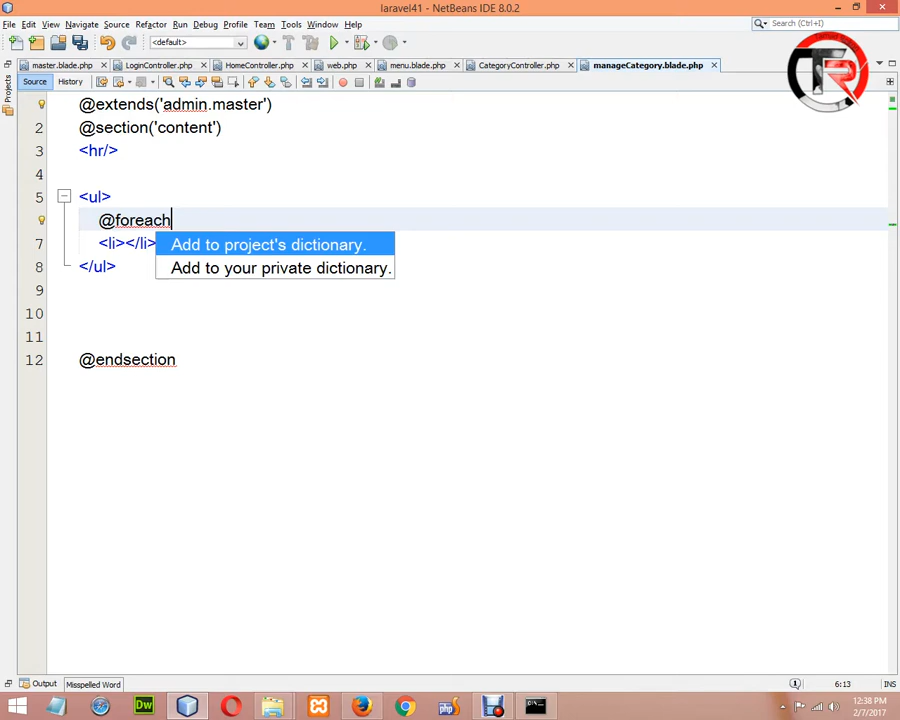 laravel41 - NetBeans IDE 8.0.2
File Edit View Navigate Source Refactor Run Debug Profile Team Tools Window Help
Search (Ctrl+I)
<default>
master.blade.php LoginController.php HomeController.php web.php menu.blade.php CategoryController.php manageCategory.blade.php
Source History
Projects
@extends('admin.master')
2 @section('content')
3 <hr/>
4
5 <ul>
@foreach
7 <li></li>
Add to project's dictionary.
Add to your private dictionary.
8 </ul>
9
10
11
12 @endsection
Output Misspelled Word 6:13 INS
Dw php
12:38 PM
2/7/2017